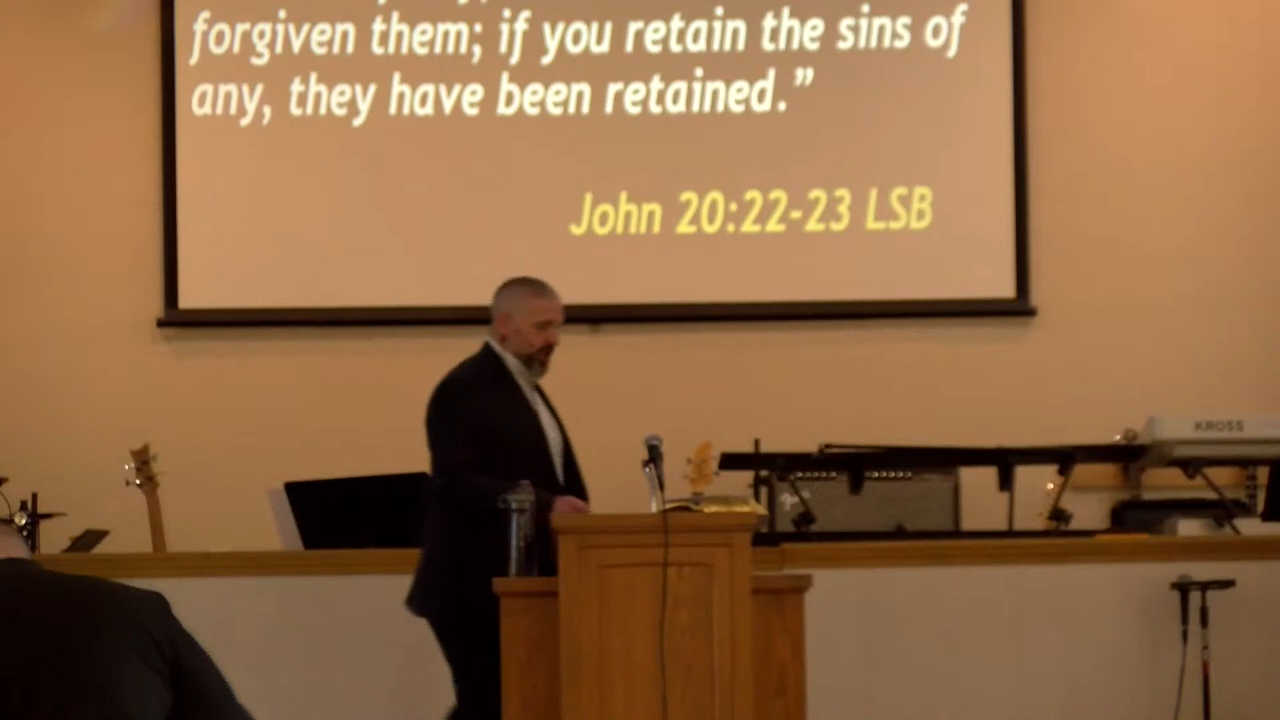 forgiven them; if you retain the sins of
any, they have been retained.”
John 20:22-23 LSB
KROSS